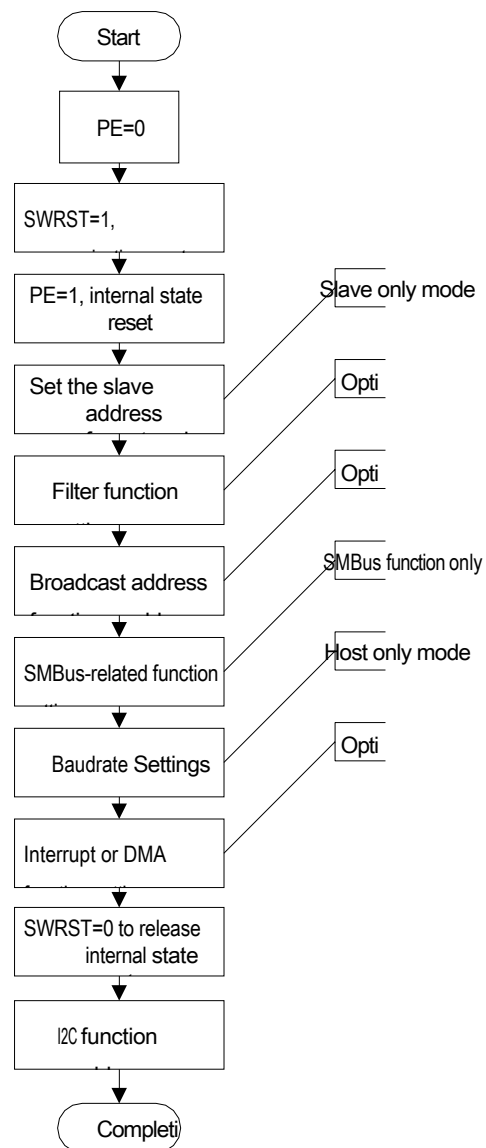 Start
PE=0
SWRST=1,
PE=1, internal state
reset
Slave only mode
Set the slave
address
Opti
Filter function
Opti
Broadcast address
SMBus function only
SMBus-related function
Host only mode
Baudrate Settings
Opti
Interrupt or DMA
SWRST=0 to release
internal state
I2C function
Completi